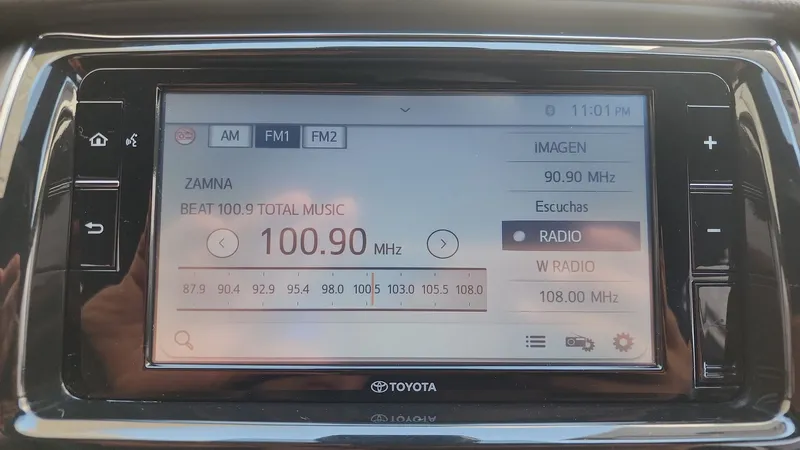 11:01 PM
AM FM1 FM2
IMAGEN
ZAMNA
90.90 MHz
BEAT 100.9 TOTAL MUSIC
Escuchas
100.90 MHz
RADIO
W RADIO
87.9 90.4 92.9 95.4 98.0 100.5 103.0 105.5 108.0
108.00 MHz
TOYOTA